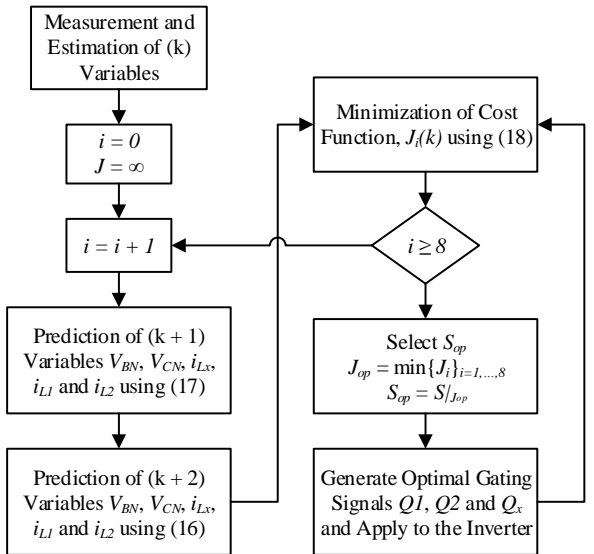 Measurement and
Estimation of (k)
Variables
i = 0
J = ∞
i = i + 1
Prediction of (k + 1)
Variables V_BN, V_CN, i_Lx,
i_L1 and i_L2 using (17)
Prediction of (k + 2)
Variables V_BN, V_CN, i_Lx,
i_L1 and i_L2 using (16)
Minimization of Cost
Function, J_i(k) using (18)
i ≥ 8
Select S_op
J_op = min{J_i}_i=1,...,8
S_op = S|_J_op
Generate Optimal Gating
Signals Q1, Q2 and Q_x
and Apply to the Inverter